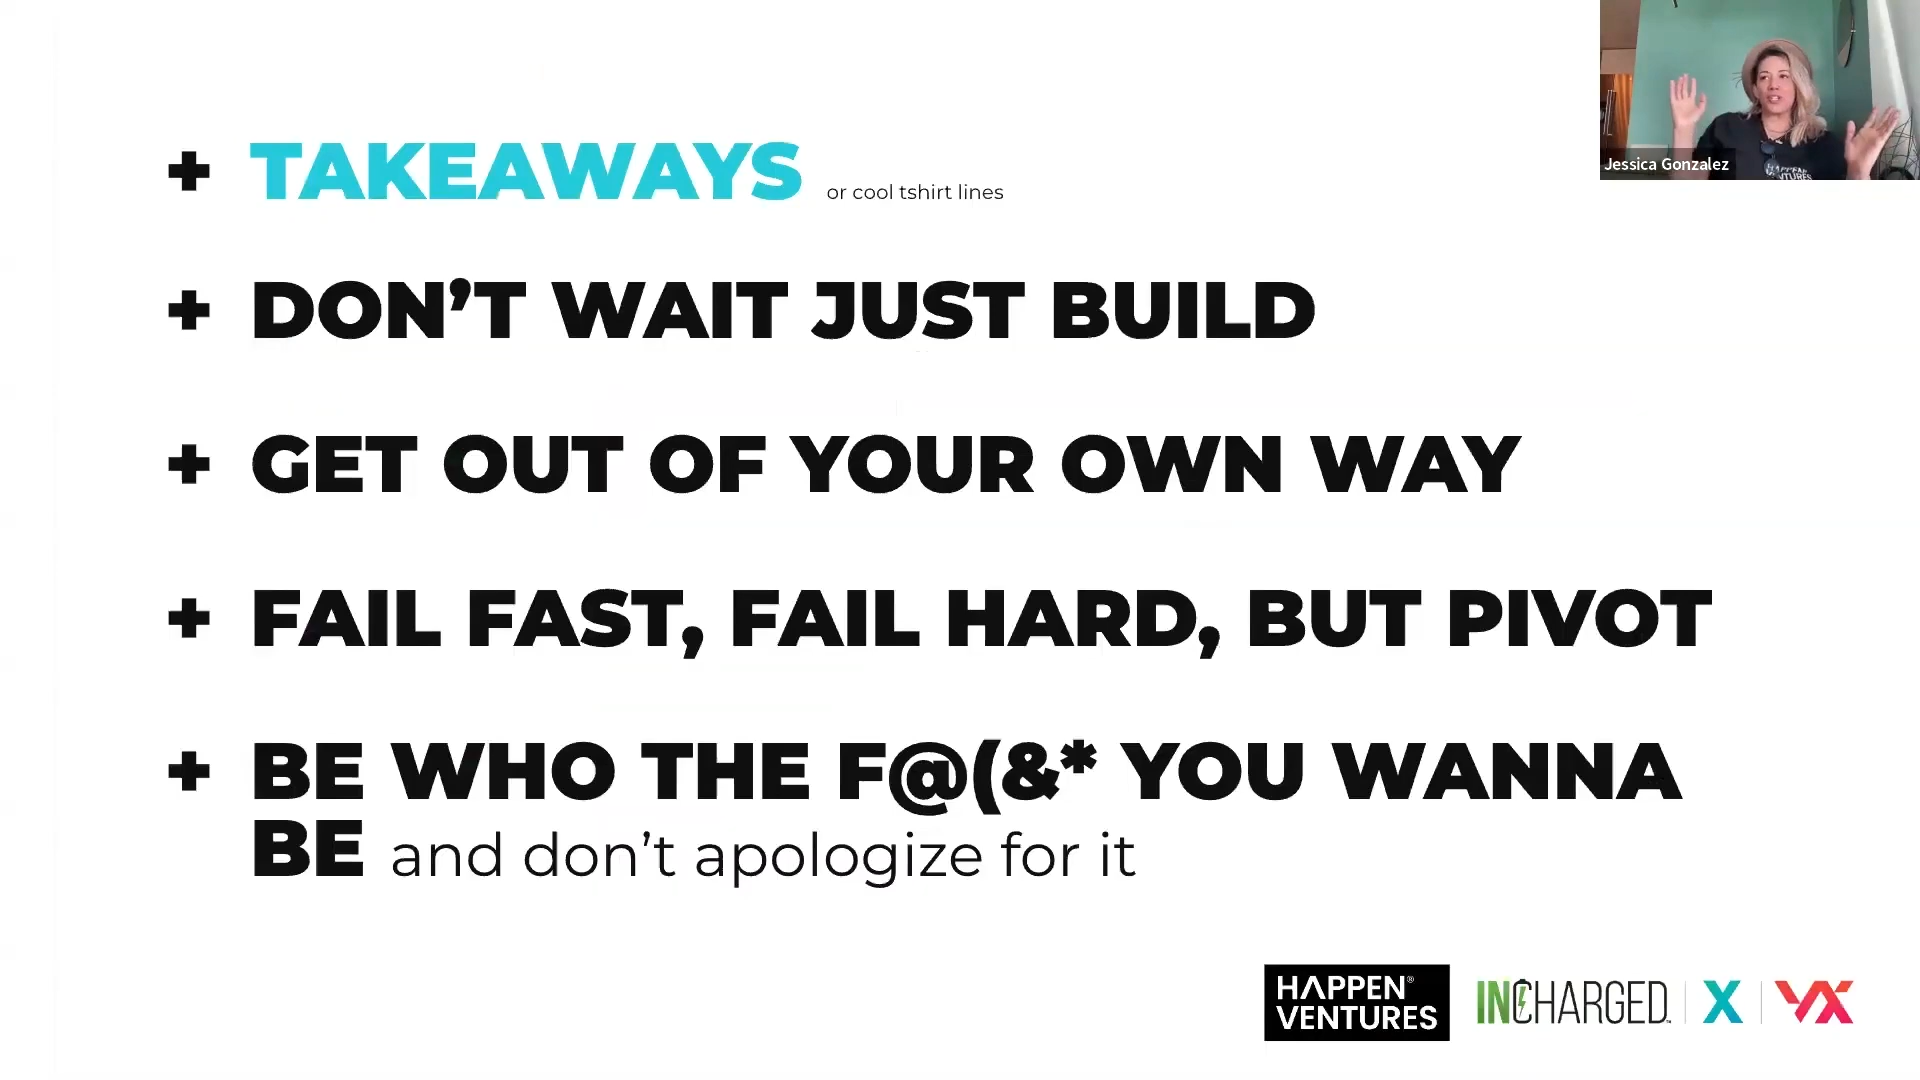 + TAKEAWAYS or cool tshirt lines
+ DON’T WAIT JUST BUILD
+ GET OUT OF YOUR OWN WAY
+ FAIL FAST, FAIL HARD, BUT PIVOT
+ BE WHO THE F@(&* YOU WANNA
BE and don’t apologize for it
Jessica Gonzalez
HAPPEN
VENTURES
HAPPEN®
VENTURES
INCHARGED
X
VX